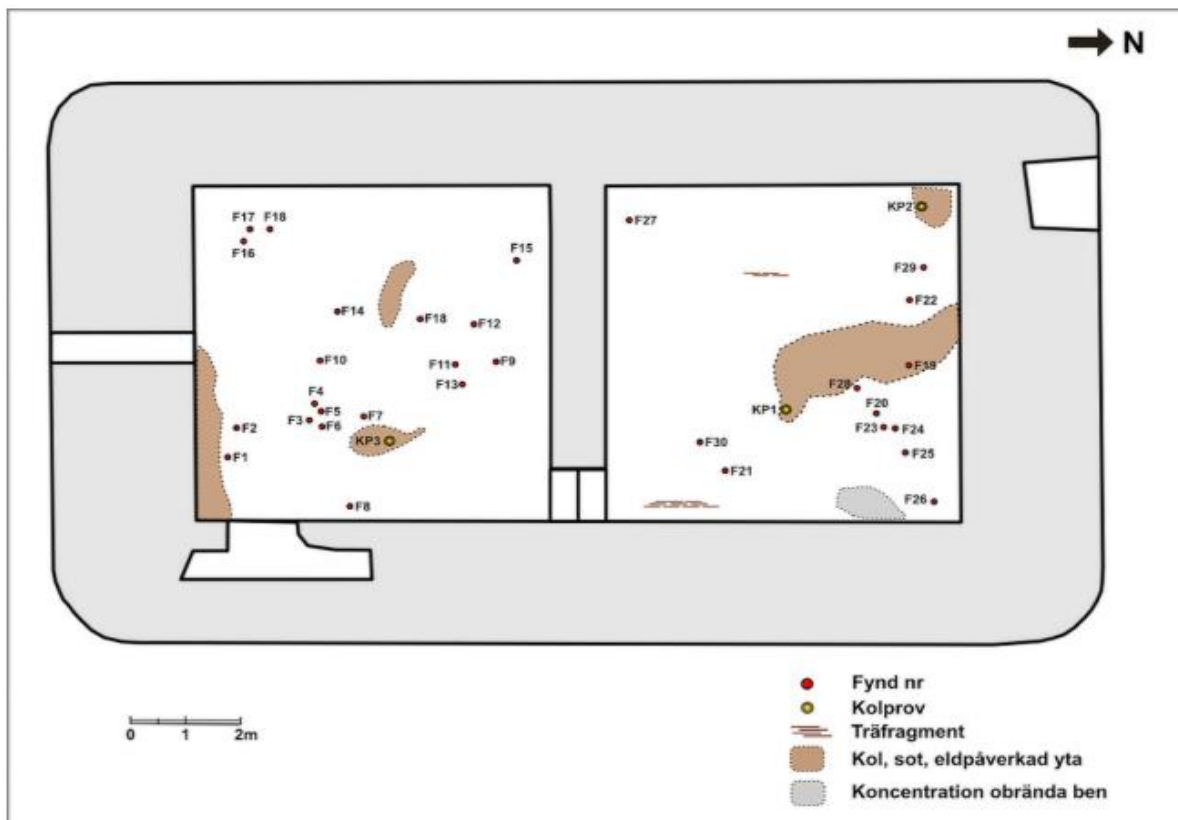 N
F17 F18
F16
F15
F14
F18
F12
F10
F11
F9
F13
F4
F5
F3
F6
F7
F2
KP3
F1
F8
KP2
F27
F29
F22
F19
F28
KP1
F20
F23
F24
F30
F25
F21
F26
Fynd nr
Kolprov
Träfragment
Kol, sot, eldpåverkad yta
Koncentration obrända ben
0 1 2m